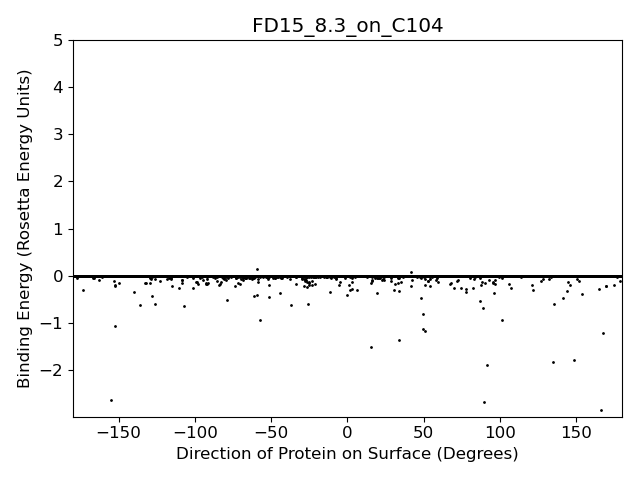 FD15_8.3_on_C104
5
4
3
2
1
0
−1
−2
Binding Energy (Rosetta Energy Units)
−150 −100 −50 0 50 100 150
Direction of Protein on Surface (Degrees)